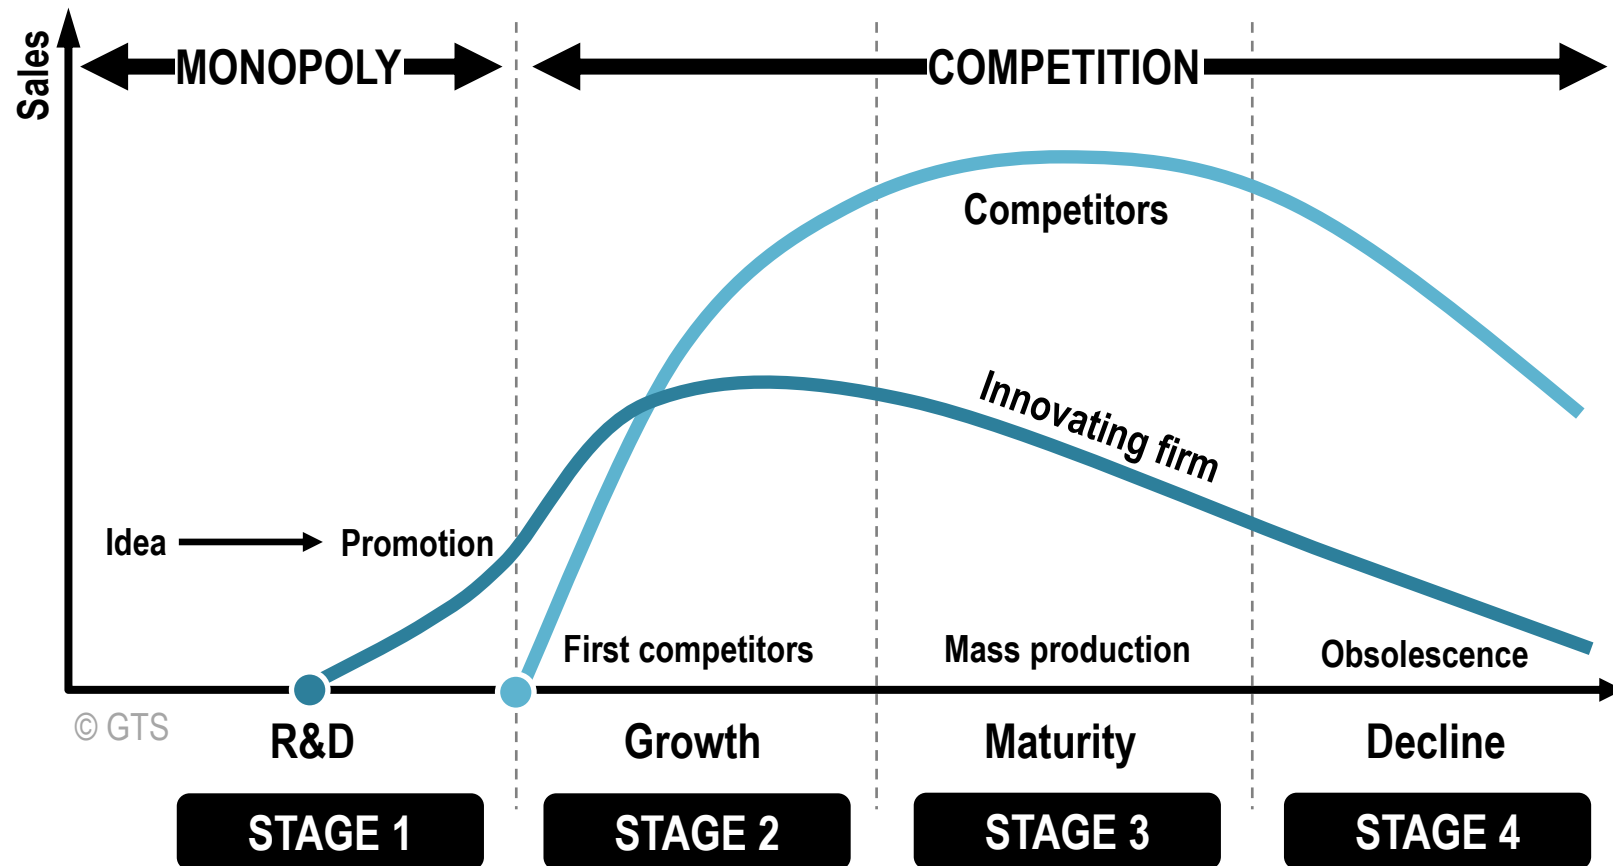 Sales
MONOPOLY
COMPETITION
Competitors
Innovating firm
Idea
Promotion
First competitors
Mass production
Obsolescence
© GTS
R&D
Growth
Maturity
Decline
STAGE 1
STAGE 2
STAGE 3
STAGE 4